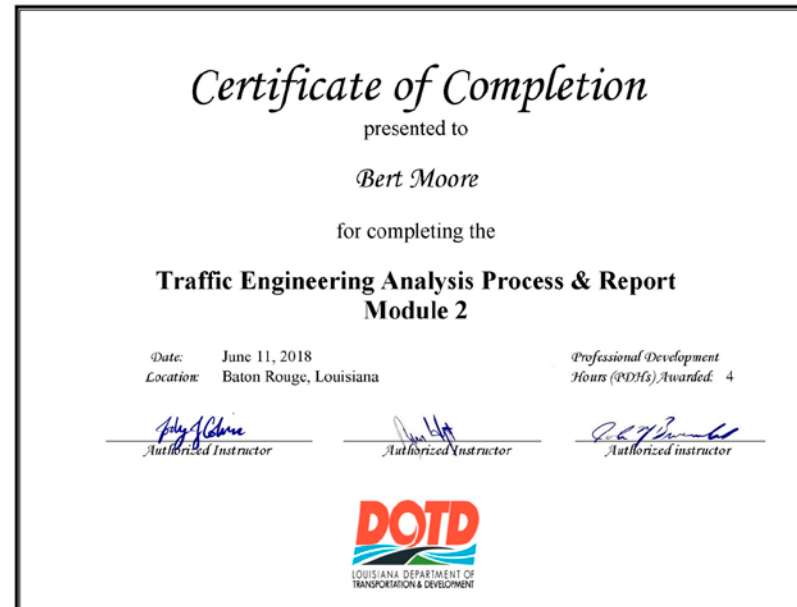 Certificate of Completion
presented to
Bert Moore
for completing the
Traffic Engineering Analysis Process & Report
Module 2
Date: June 11, 2018
Location: Baton Rouge, Louisiana
Professional Development
Hours (PDHs) Awarded: 4
Authorized Instructor
Authorized Instructor
Authorized instructor
DOTD
LOUISIANA DEPARTMENT OF
TRANSPORTATION & DEVELOPMENT